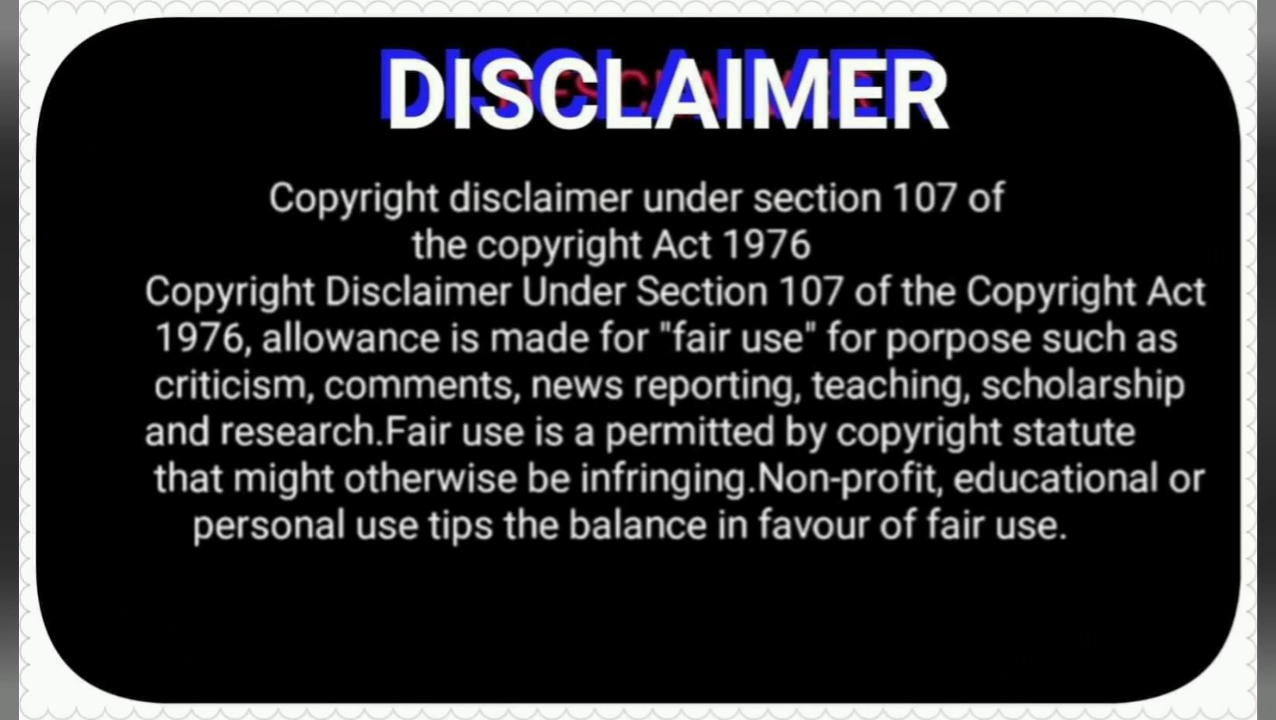 DISCLAIMER
Copyright disclaimer under section 107 of
the copyright Act 1976
Copyright Disclaimer Under Section 107 of the Copyright Act
1976, allowance is made for "fair use" for porpose such as
criticism, comments, news reporting, teaching, scholarship
and research.Fair use is a permitted by copyright statute
that might otherwise be infringing.Non-profit, educational or
personal use tips the balance in favour of fair use.